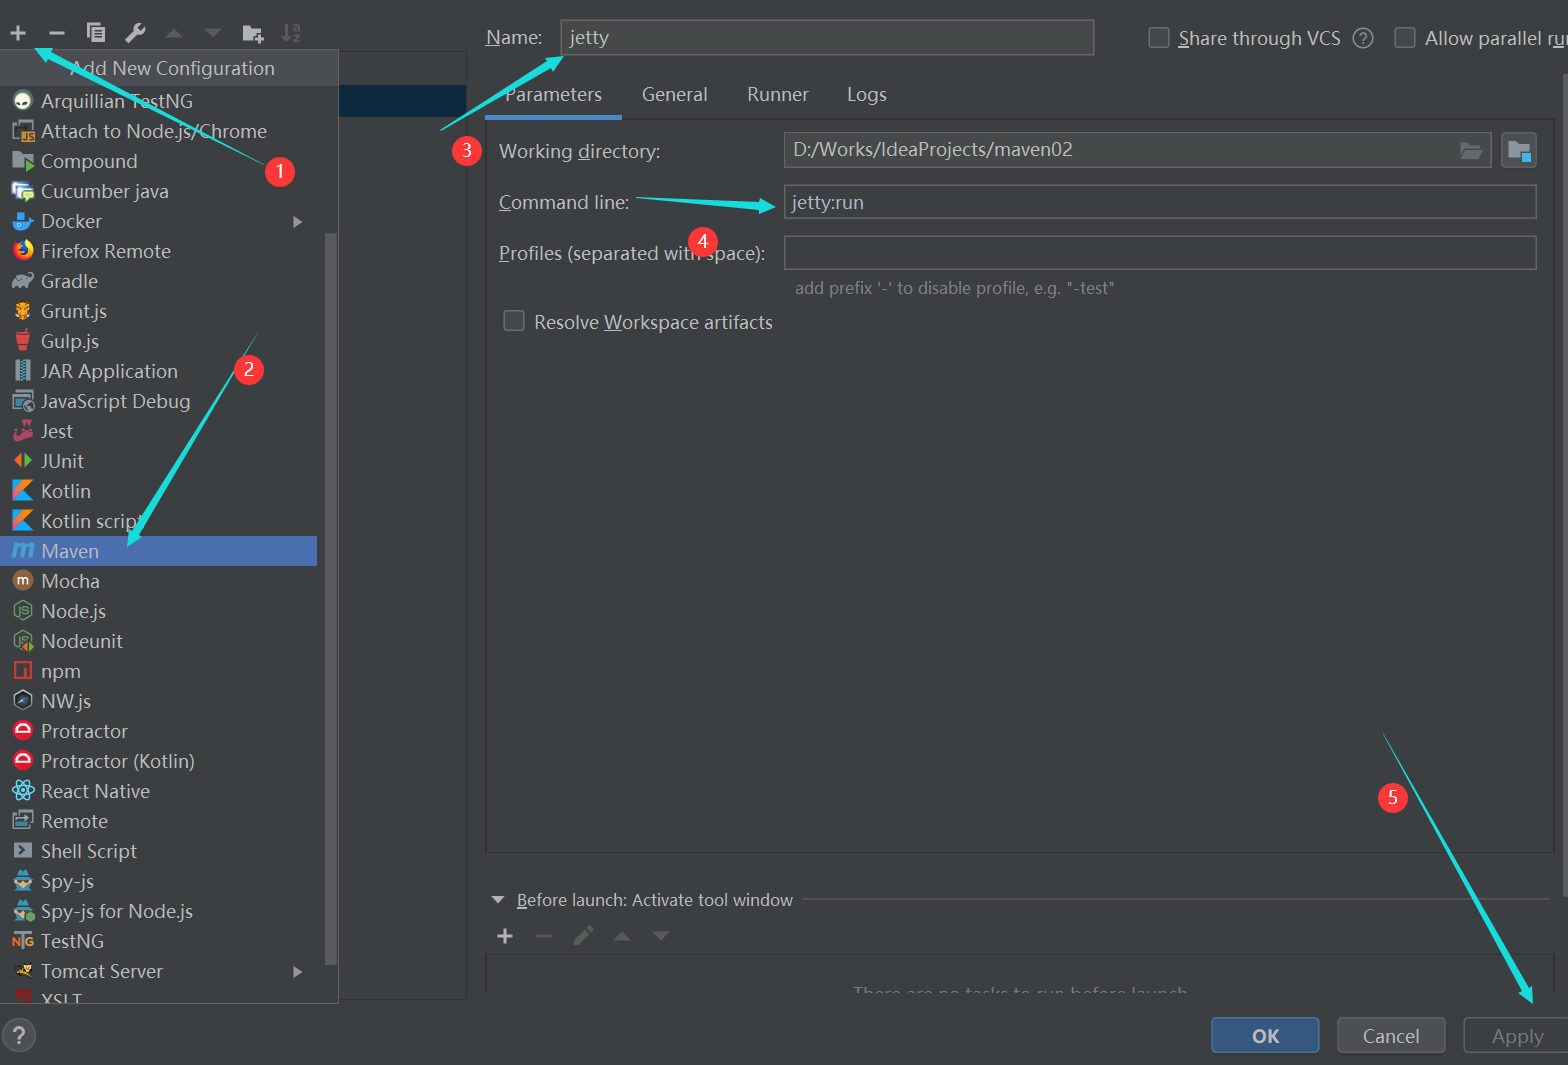 Name:
jetty
Share through VCS
?
Allow parallel ru
Add New Configuration
Arquillian TestNG
Attach to Node.js/Chrome
Compound
Cucumber java
Docker
Firefox Remote
Gradle
Grunt.js
Gulp.js
JAR Application
JavaScript Debug
Jest
JUnit
Kotlin
Kotlin script
Maven
Mocha
Node.js
Nodeunit
npm
NW.js
Protractor
Protractor (Kotlin)
React Native
Remote
Shell Script
Spy-js
Spy-js for Node.js
TestNG
Tomcat Server
XSLT
1
2
3
Parameters
General
Runner
Logs
Working directory:
D:/Works/IdeaProjects/maven02
Command line:
jetty:run
4
Profiles (separated with space):
add prefix '-' to disable profile, e.g. "-test"
Resolve Workspace artifacts
5
Before launch: Activate tool window
There are no tasks to run before launch
?
OK
Cancel
Apply